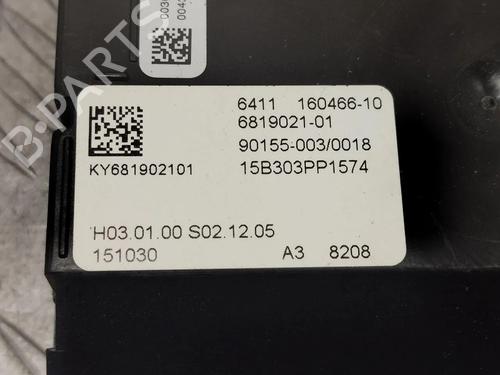 B-PARTS
6411 160466-10
6819021-01
90155-003/0018
KY681902101 15B303PP1574
H03.01.00 S02.12.05
151030 A3 8208